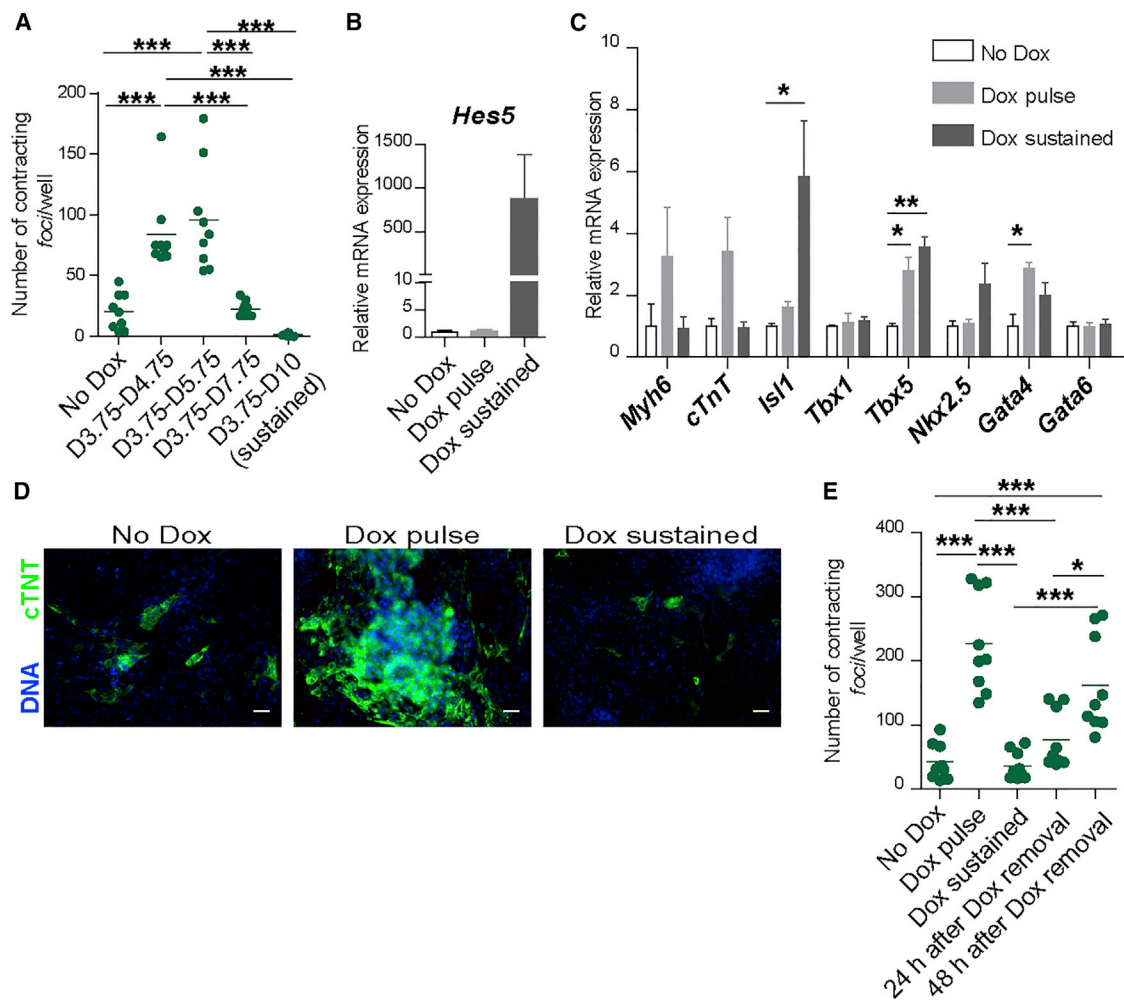 A
***
***
***
***
***
***
Number of contracting
foci/well
200
150
100
50
0
No Dox
D3.75-D4.75
D3.75-D5.75
D3.75-D7.75
D3.75-D10
(sustained)
B
Hes5
Relative mRNA expression
1500
1000
500
10
5
0
No Dox
Dox pulse
Dox sustained
C
Relative mRNA expression
10
8
6
4
2
0
No Dox
Dox pulse
Dox sustained
*
**
*
*
Myh6
cTnT
Isl1
Tbx1
Tbx5
Nkx2.5
Gata4
Gata6
D
No Dox
Dox pulse
Dox sustained
DNA cTNT
E
***
***
*** ***
*
***
Number of contracting
foci/well
400
300
200
100
0
No Dox
Dox pulse
Dox sustained
24 h after Dox removal
48 h after Dox removal